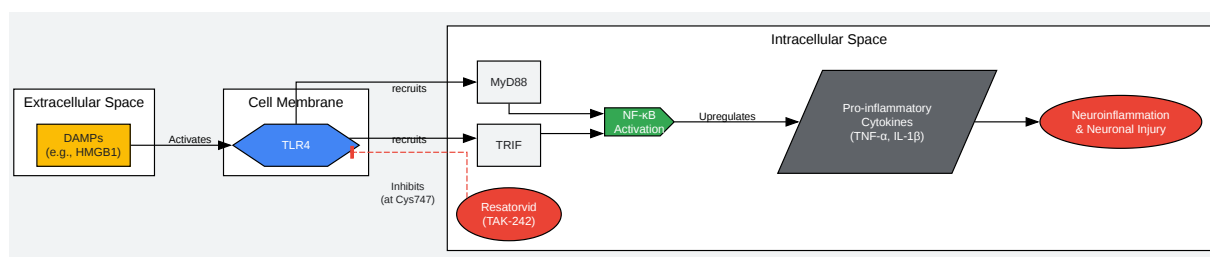 Extracellular Space
DAMPs
(e.g., HMGB1)
Activates
Cell Membrane
TLR4
recruits
recruits
Inhibits
(at Cys747)
Intracellular Space
MyD88
TRIF
Resatorvid
(TAK-242)
NF-κB
Activation
Upregulates
Pro-inflammatory
Cytokines
(TNF-α, IL-1β)
Neuroinflammation
& Neuronal Injury